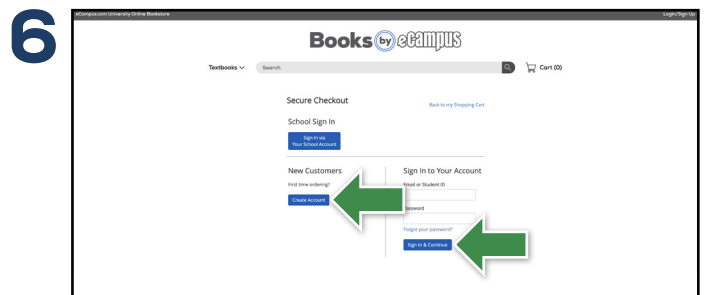 6
eCampus.com University Online Bookstore
Login/Sign Up
Books by eCampus
Textbooks
Search
Cart (0)
Secure Checkout
Back to my Shopping Cart
School Sign In
Sign In via
Your School Account
New Customers
First time ordering?
Create Account
Sign In to Your Account
Email or Student ID
Password
Forgot your password?
Sign In & Continue